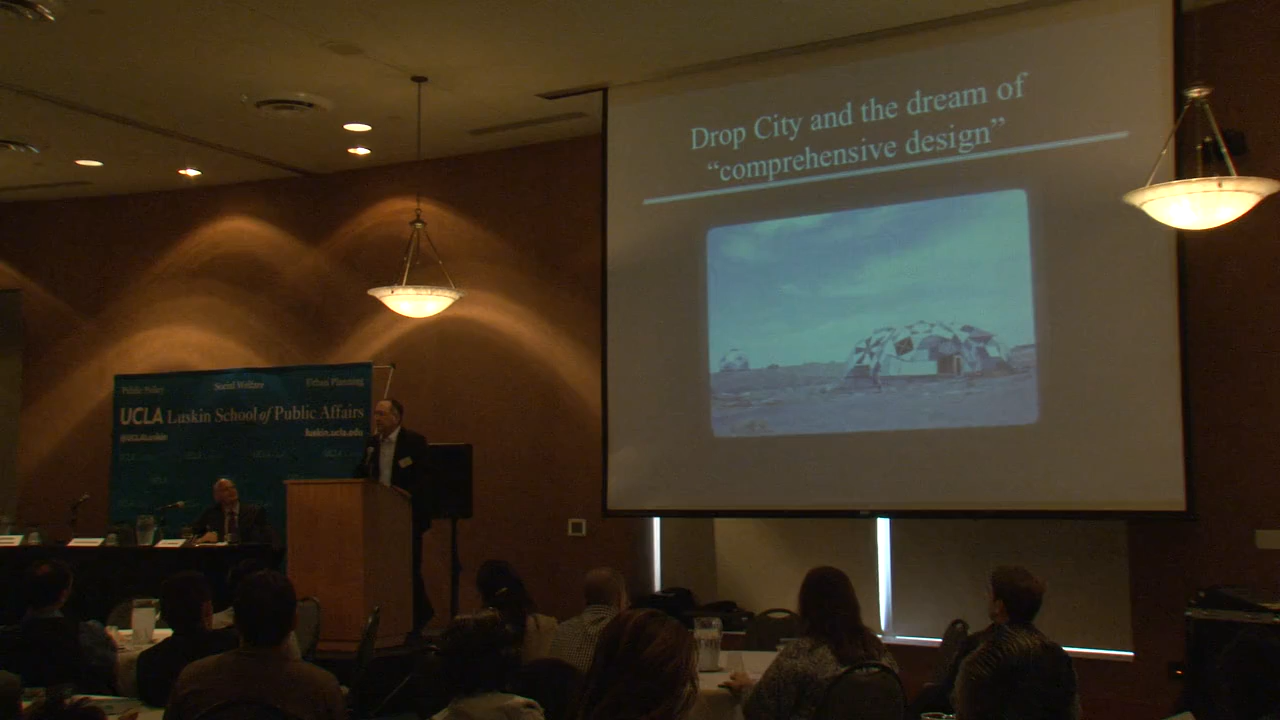 Drop City and the dream of
“comprehensive design”
Public Policy
Social Welfare
Urban Planning
UCLA Luskin School of Public Affairs
@UCLALuskin
luskin.ucla.edu